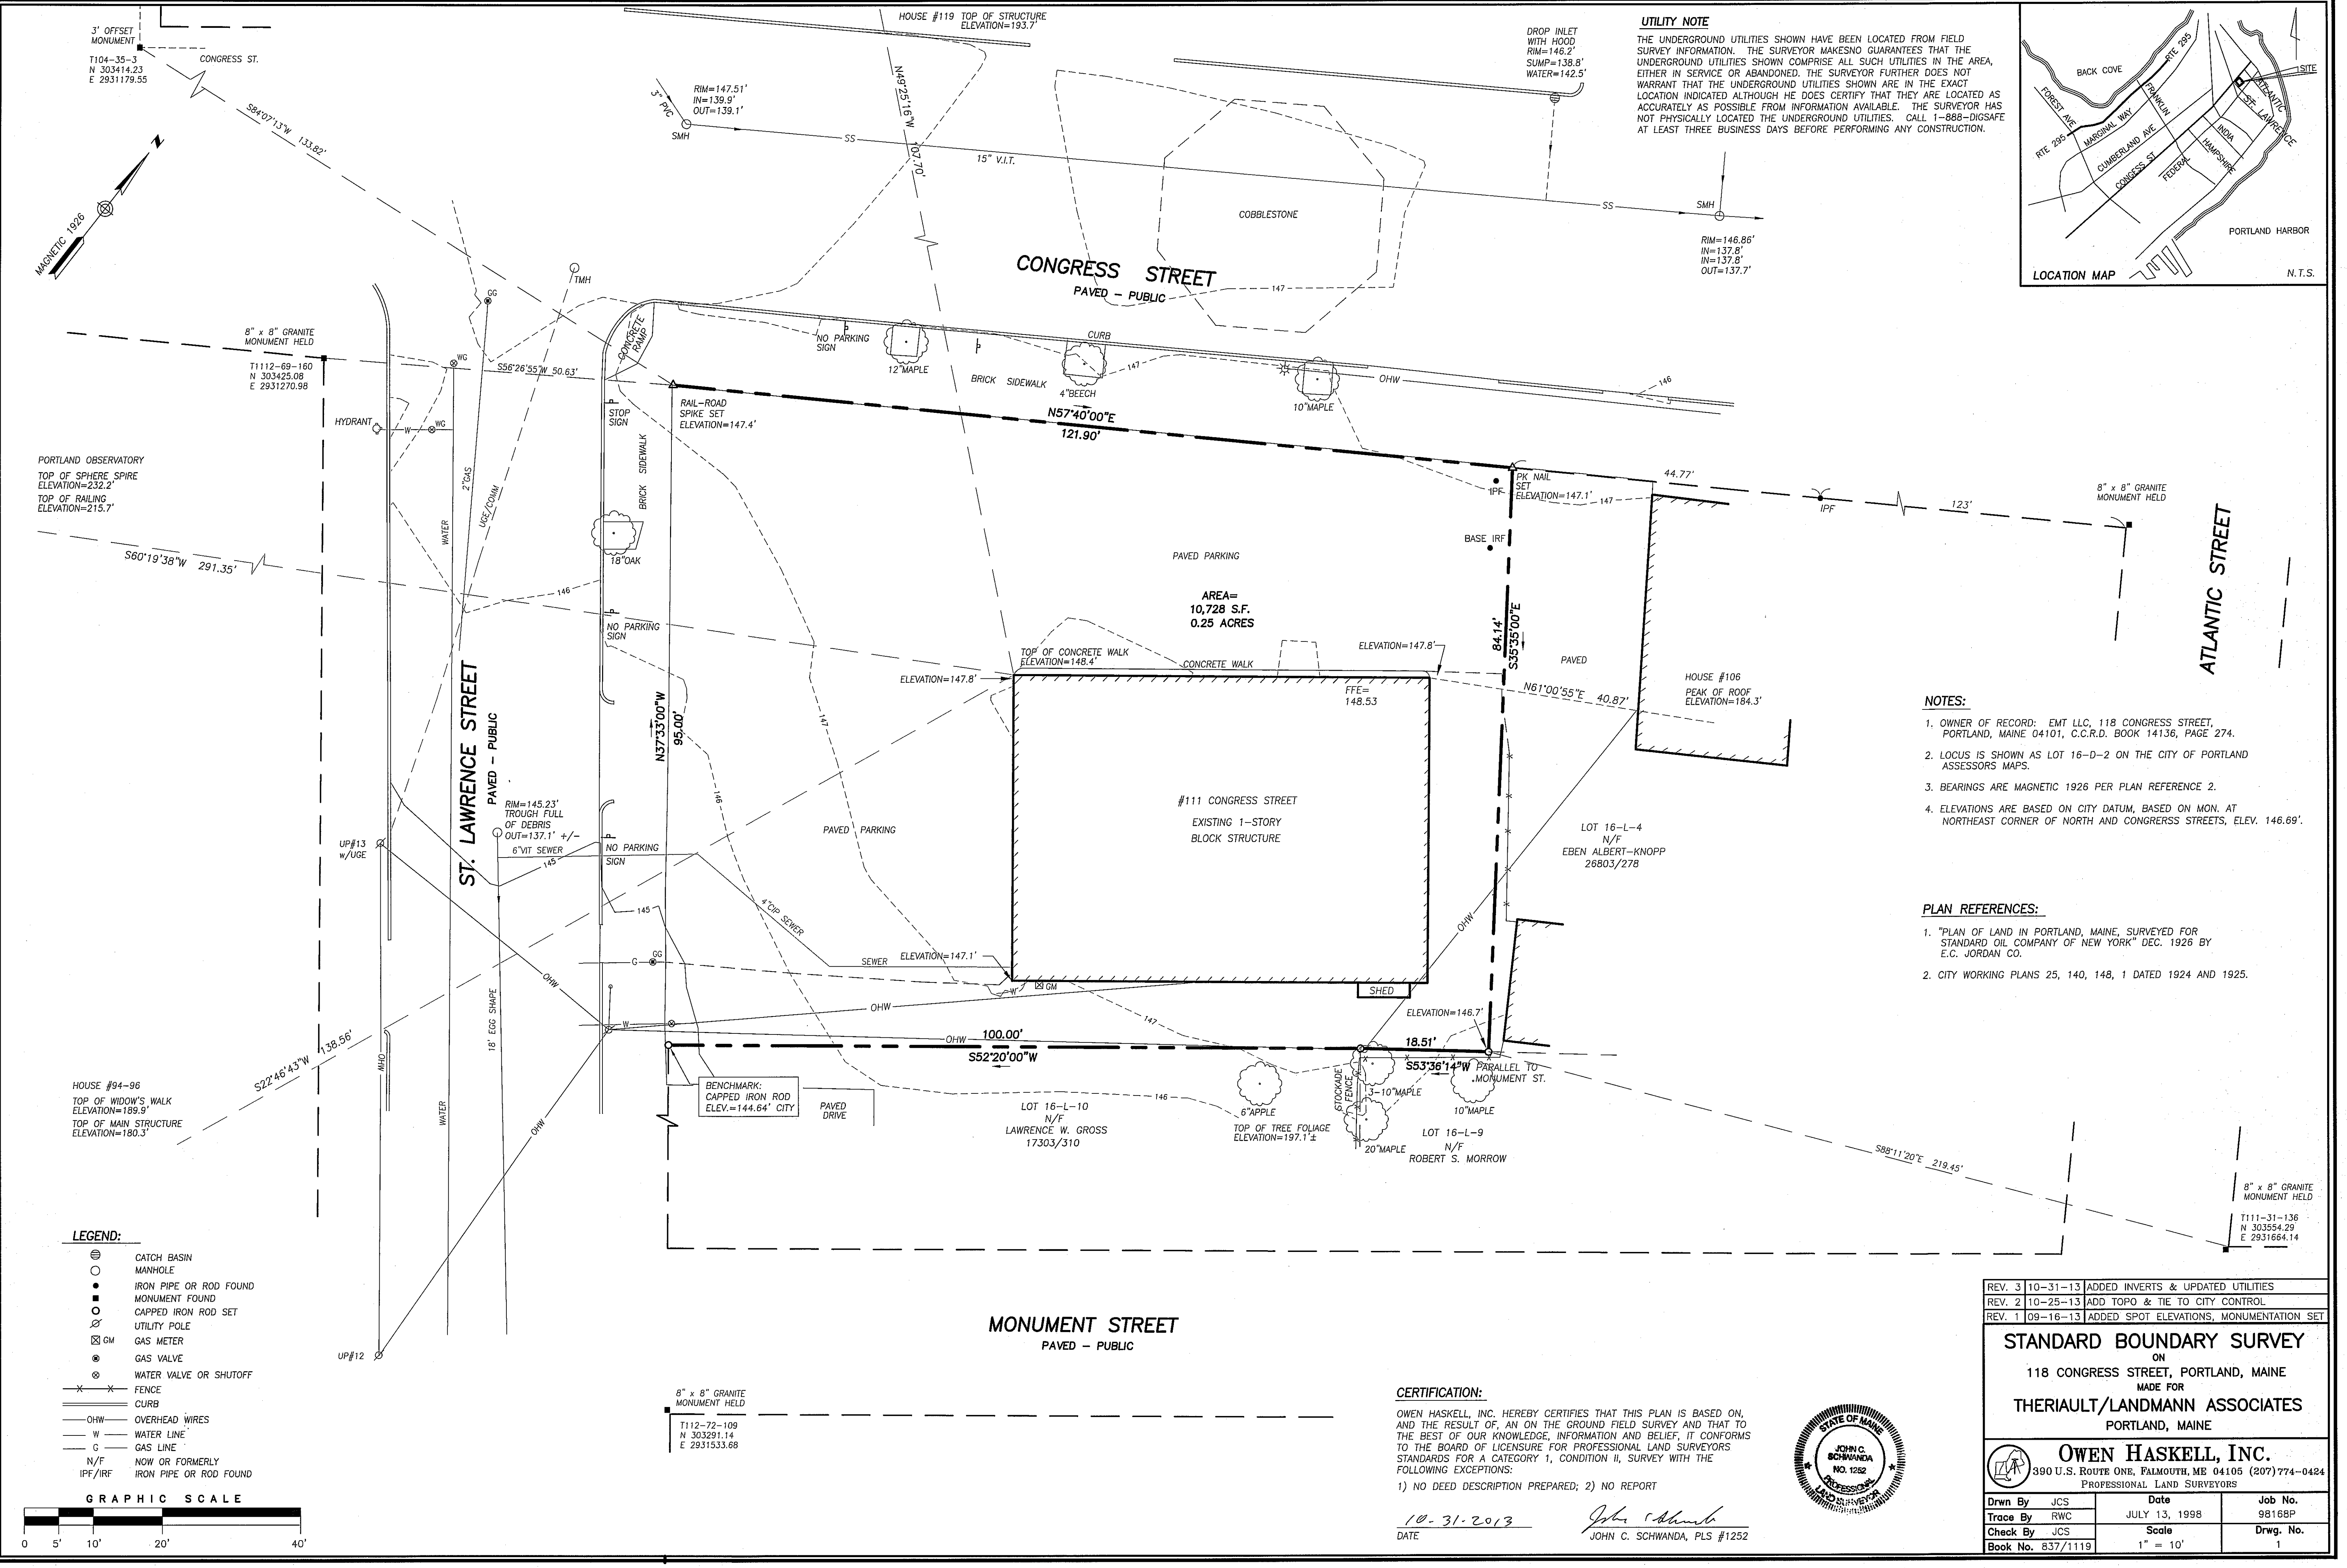 3' OFFSET
MONUMENT
CONGRESS ST.
T104-35-3
N 303414.23
E 2931179.55
S84°07'13"W 133.82'
MAGNETIC 1926
N
HOUSE #119 TOP OF STRUCTURE
ELEVATION=193.7'
N49°25'16"W 107.70'
3" PVC
RIM=147.51'
IN=139.9'
OUT=139.1'
SMH
SS
15" V.I.T.
DROP INLET
WITH HOOD
RIM=146.2'
SUMP=138.8'
WATER=142.5'
SS
SMH
RIM=146.86'
IN=137.8'
IN=137.8'
OUT=137.7'
COBBLESTONE
CONGRESS STREET
PAVED - PUBLIC
147
UTILITY NOTE
THE UNDERGROUND UTILITIES SHOWN HAVE BEEN LOCATED FROM FIELD
SURVEY INFORMATION. THE SURVEYOR MAKESNO GUARANTEES THAT THE
UNDERGROUND UTILITIES SHOWN COMPRISE ALL SUCH UTILITIES IN THE AREA,
EITHER IN SERVICE OR ABANDONED. THE SURVEYOR FURTHER DOES NOT
WARRANT THAT THE UNDERGROUND UTILITIES SHOWN ARE IN THE EXACT
LOCATION INDICATED ALTHOUGH HE DOES CERTIFY THAT THEY ARE LOCATED AS
ACCURATELY AS POSSIBLE FROM INFORMATION AVAILABLE. THE SURVEYOR HAS
NOT PHYSICALLY LOCATED THE UNDERGROUND UTILITIES. CALL 1-888-DIGSAFE
AT LEAST THREE BUSINESS DAYS BEFORE PERFORMING ANY CONSTRUCTION.
BACK COVE
RTE 295
SITE
FOREST AVE
FRANKLIN
ATLANTIC
ST. LAWRENCE
MARGINAL WAY
RTE 295
CUMBERLAND AVE
INDIA
HAMPSHIRE
CONGESS ST
FEDERAL
PORTLAND HARBOR
LOCATION MAP
N.T.S.
8" x 8" GRANITE
MONUMENT HELD
T1112-69-160
N 303425.08
E 2931270.98
TMH
GG
WG
S56°26'55"W 50.63'
CONCRETE
RAMP
NO PARKING
SIGN
12"MAPLE
BRICK SIDEWALK
4"BEECH
CURB
147
10"MAPLE
OHW
146
HYDRANT
W
WG
STOP
SIGN
RAIL-ROAD
SPIKE SET
ELEVATION=147.4'
N57°40'00"E
121.90'
BRICK SIDEWALK
2"GAS
UGE/COMM
WATER
PORTLAND OBSERVATORY
TOP OF SPHERE SPIRE
ELEVATION=232.2'
TOP OF RAILING
ELEVATION=215.7'
S60°19'38"W 291.35'
18"OAK
146
NO PARKING
SIGN
IPF
PK NAIL
SET
ELEVATION=147.1'
147
44.77'
IPF
123'
8" x 8" GRANITE
MONUMENT HELD
ATLANTIC STREET
BASE IRF
PAVED PARKING
AREA=
10,728 S.F.
0.25 ACRES
84.14'
S35°35'00"E
TOP OF CONCRETE WALK
ELEVATION=148.4'
CONCRETE WALK
ELEVATION=147.8'
ELEVATION=147.8'
FFE=
148.53
PAVED
N61°00'55"E 40.87'
HOUSE #106
PEAK OF ROOF
ELEVATION=184.3'
ST. LAWRENCE STREET
PAVED - PUBLIC
N37°33'00"W
95.00'
147
146
#111 CONGRESS STREET
EXISTING 1-STORY
BLOCK STRUCTURE
PAVED PARKING
LOT 16-L-4
N/F
EBEN ALBERT-KNOPP
26803/278
NOTES:
1. OWNER OF RECORD: EMT LLC, 118 CONGRESS STREET,
PORTLAND, MAINE 04101, C.C.R.D. BOOK 14136, PAGE 274.
2. LOCUS IS SHOWN AS LOT 16-D-2 ON THE CITY OF PORTLAND
ASSESSORS MAPS.
3. BEARINGS ARE MAGNETIC 1926 PER PLAN REFERENCE 2.
4. ELEVATIONS ARE BASED ON CITY DATUM, BASED ON MON. AT
NORTHEAST CORNER OF NORTH AND CONGRERSS STREETS, ELEV. 146.69'.
PLAN REFERENCES:
1. "PLAN OF LAND IN PORTLAND, MAINE, SURVEYED FOR
STANDARD OIL COMPANY OF NEW YORK" DEC. 1926 BY
E.C. JORDAN CO.
2. CITY WORKING PLANS 25, 140, 148, 1 DATED 1924 AND 1925.
RIM=145.23'
TROUGH FULL
OF DEBRIS
OUT=137.1' +/-
6"VIT SEWER
145
NO PARKING
SIGN
145
UP#13
w/UGE
4"CIP SEWER
SEWER
ELEVATION=147.1'
G
GG
W
GM
SHED
OHW
OHW
OHW
W
OHW
18' EGG SHAPE
OHW
OHW
100.00'
S52°20'00"W
147
ELEVATION=146.7'
18.51'
S53°36'14"W
PARALLEL TO
MONUMENT ST.
S22°46'43"W 138.56'
HOUSE #94-96
TOP OF WIDOW'S WALK
ELEVATION=189.9'
TOP OF MAIN STRUCTURE
ELEVATION=180.3'
WATER
BENCHMARK:
CAPPED IRON ROD
ELEV.=144.64' CITY
PAVED
DRIVE
146
LOT 16-L-10
N/F
LAWRENCE W. GROSS
17303/310
6"APPLE
TOP OF TREE FOLIAGE
ELEVATION=197.1'±
STOCKADE
FENCE
3-10"MAPLE
10"MAPLE
20"MAPLE
LOT 16-L-9
N/F
ROBERT S. MORROW
S88°11'20"E 219.45'
8" x 8" GRANITE
MONUMENT HELD
T111-31-136
N 303554.29
E 2931664.14
LEGEND:
CATCH BASIN
MANHOLE
IRON PIPE OR ROD FOUND
MONUMENT FOUND
CAPPED IRON ROD SET
UTILITY POLE
GM GAS METER
GAS VALVE
WATER VALVE OR SHUTOFF
X X FENCE
CURB
OHW OVERHEAD WIRES
W WATER LINE
G GAS LINE
N/F NOW OR FORMERLY
IPF/IRF IRON PIPE OR ROD FOUND
GRAPHIC SCALE
0 5' 10' 20' 40'
UP#12
MONUMENT STREET
PAVED - PUBLIC
8" x 8" GRANITE
MONUMENT HELD
T112-72-109
N 303291.14
E 2931533.68
CERTIFICATION:
OWEN HASKELL, INC. HEREBY CERTIFIES THAT THIS PLAN IS BASED ON,
AND THE RESULT OF, AN ON THE GROUND FIELD SURVEY AND THAT TO
THE BEST OF OUR KNOWLEDGE, INFORMATION AND BELIEF, IT CONFORMS
TO THE BOARD OF LICENSURE FOR PROFESSIONAL LAND SURVEYORS
STANDARDS FOR A CATEGORY 1, CONDITION II, SURVEY WITH THE
FOLLOWING EXCEPTIONS:
1) NO DEED DESCRIPTION PREPARED; 2) NO REPORT
10-31-2013
DATE
JOHN C. SCHWANDA, PLS #1252
STATE OF MAINE
JOHN C.
SCHWANDA
NO. 1252
PROFESSIONAL
LAND SURVEYOR
REV. 3 10-31-13 ADDED INVERTS & UPDATED UTILITIES
REV. 2 10-25-13 ADD TOPO & TIE TO CITY CONTROL
REV. 1 09-16-13 ADDED SPOT ELEVATIONS, MONUMENTATION SET
STANDARD BOUNDARY SURVEY
ON
118 CONGRESS STREET, PORTLAND, MAINE
MADE FOR
THERIAULT/LANDMANN ASSOCIATES
PORTLAND, MAINE
OWEN HASKELL, INC.
390 U.S. ROUTE ONE, FALMOUTH, ME 04105 (207)774-0424
PROFESSIONAL LAND SURVEYORS
Drwn By JCS Date Job No.
Trace By RWC JULY 13, 1998 98168P
Check By JCS Scale Drwg. No.
Book No. 837/1119 1" = 10' 1